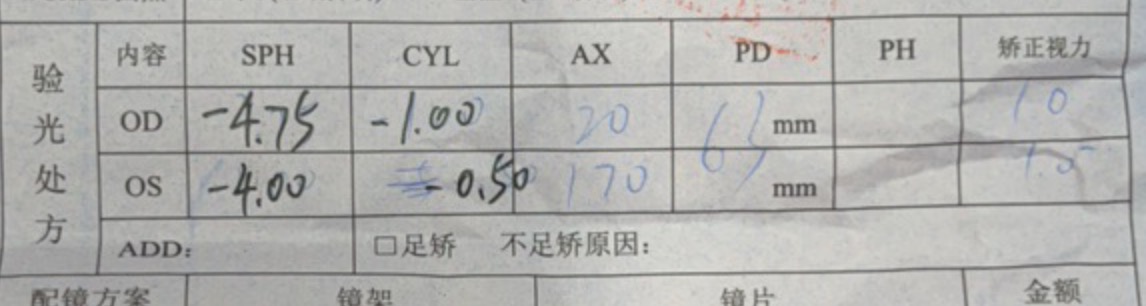 验光处方
内容 SPH CYL AX PD PH 矫正视力
OD -4.75 -1.00 20 63 mm 1.0
OS -4.00 -0.50 170 mm 1.0
ADD: □足矫 不足矫原因:
配镜方案 镜架 镜片 金额